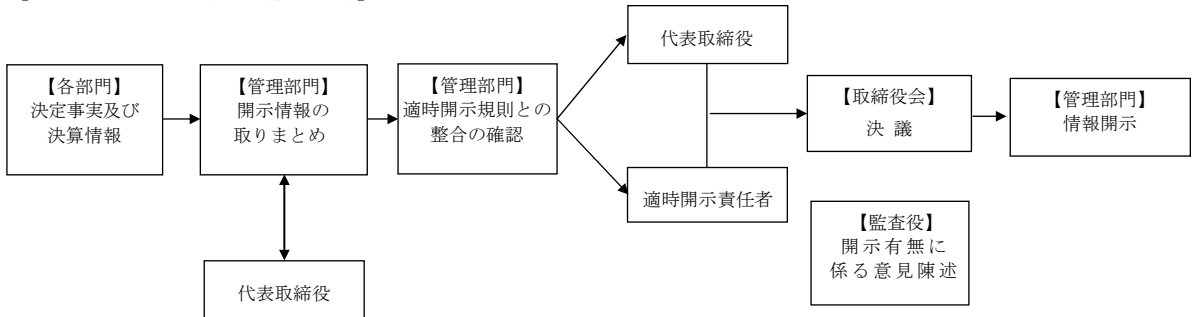 【各部門】
決定事実及び
決算情報
【管理部門】
開示情報の
取りまとめ
代表取締役
【管理部門】
適時開示規則との
整合の確認
代表取締役
適時開示責任者
【取締役会】
決 議
【監査役】
開示有無に
係る意見陳述
【管理部門】
情報開示